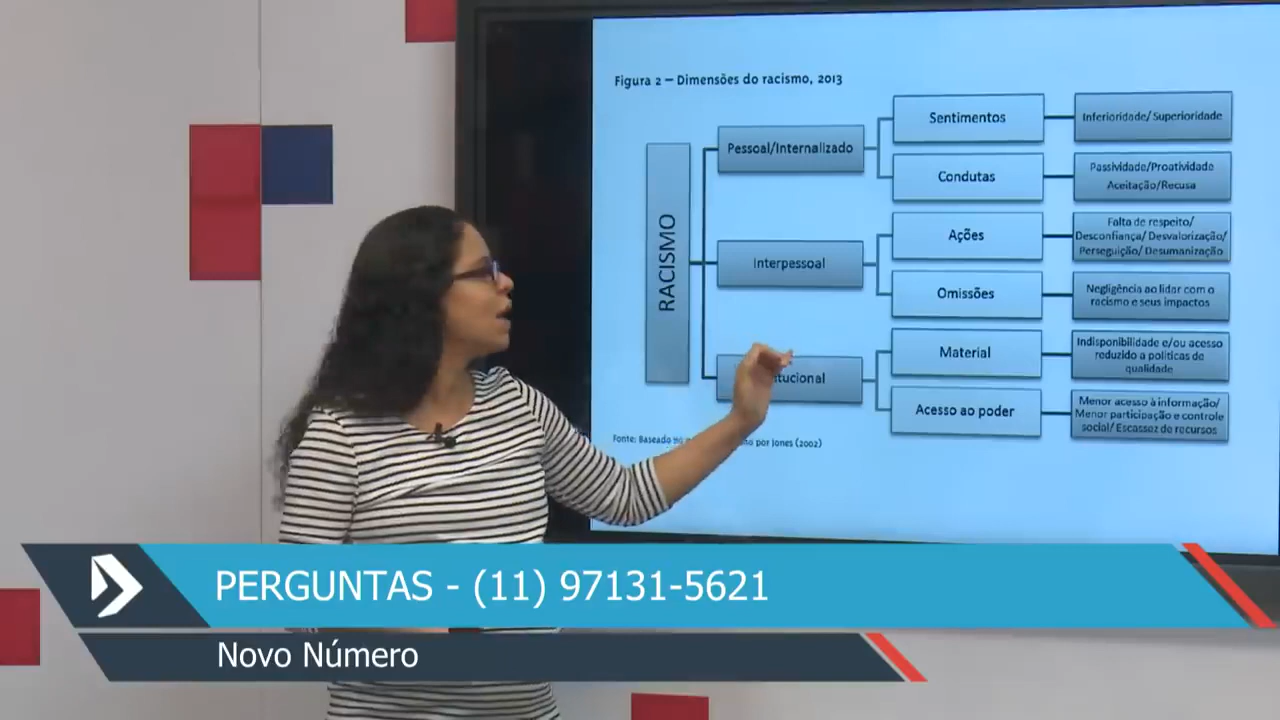 Figura 2 — Dimensões do racismo, 2013
RACISMO
Pessoal/Internalizado
Sentimentos
Inferioridade/ Superioridade
Condutas
Passividade/Proatividade
Aceitação/Recusa
Interpessoal
Ações
Falta de respeito/
Desconfiança/ Desvalorização/
Perseguição/ Desumanização
Omissões
Negligência ao lidar com o
racismo e seus impactos
tucional
Material
Indisponibilidade e/ou acesso
reduzido a políticas de
qualidade
Acesso ao poder
Menor acesso à informação/
Menor participação e controle
social/ Escassez de recursos
Fonte: Baseado no por Jones (2002)
PERGUNTAS - (11) 97131-5621
Novo Número